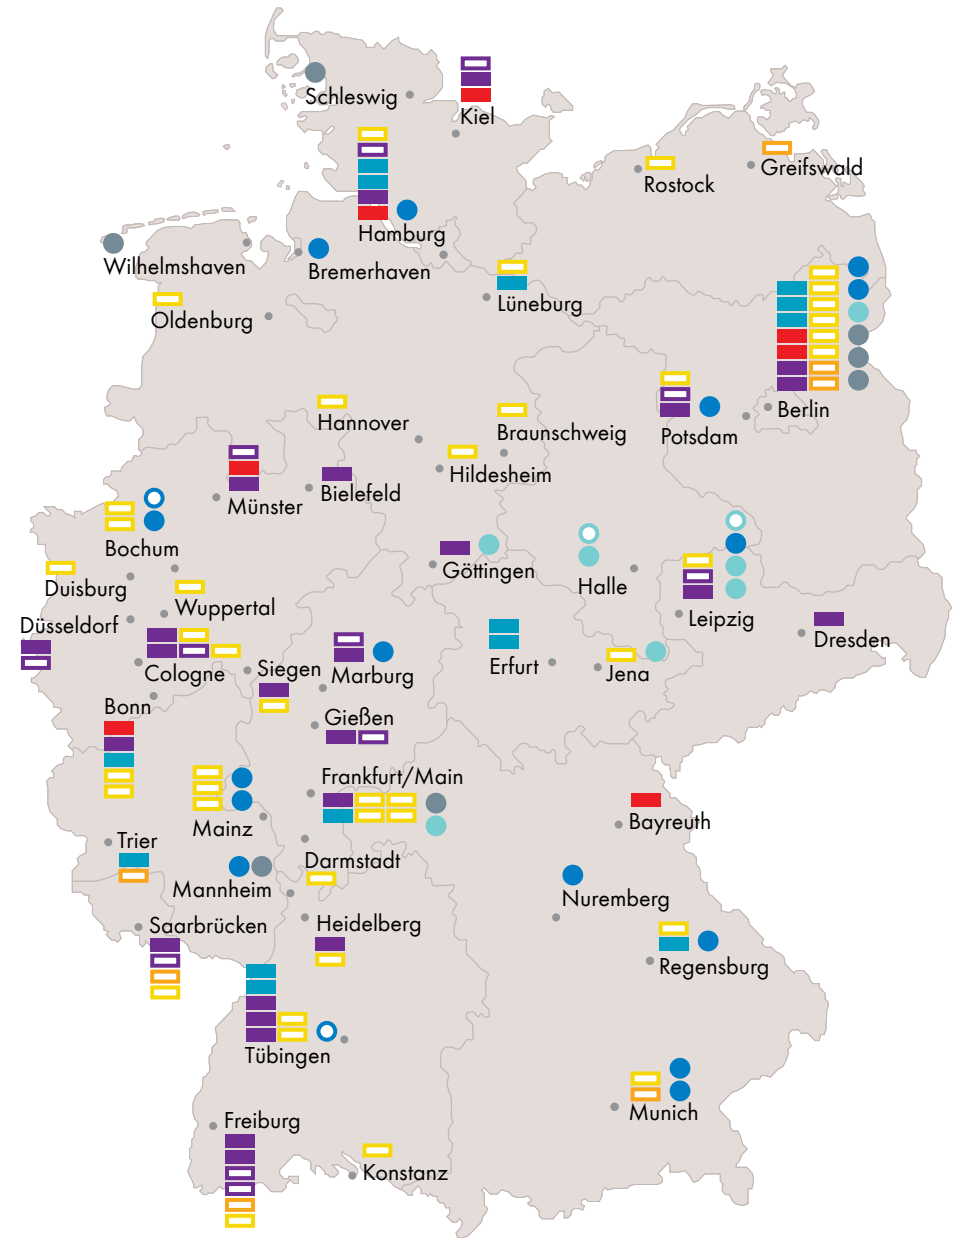 Schleswig
Kiel
Greifswald
Rostock
Hamburg
Wilhelmshaven
Bremerhaven
Lüneburg
Oldenburg
Berlin
Hannover
Braunschweig
Potsdam
Hildesheim
Bielefeld
Münster
Bochum
Göttingen
Halle
Duisburg
Wuppertal
Leipzig
Düsseldorf
Dresden
Cologne
Siegen
Marburg
Erfurt
Jena
Bonn
Gießen
Frankfurt/Main
Bayreuth
Mainz
Trier
Darmstadt
Mannheim
Nuremberg
Saarbrücken
Heidelberg
Regensburg
Tübingen
Munich
Freiburg
Konstanz